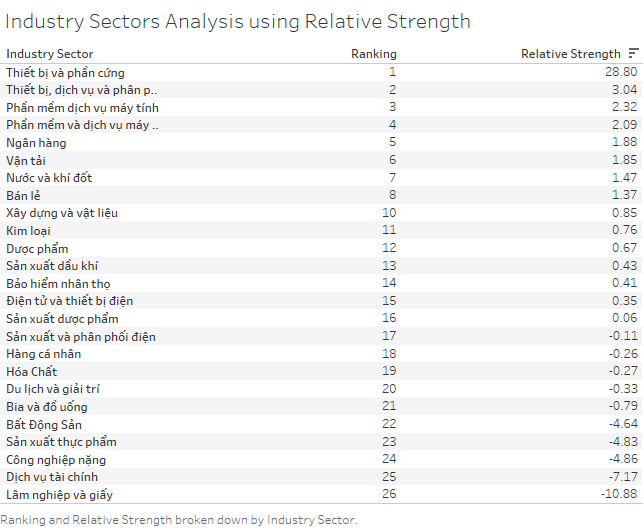 Industry Sectors Analysis using Relative Strength
Industry Sector Ranking Relative Strength
Thiết bị và phần cứng 1 28.80
Thiết bị, dịch vụ và phân p.. 2 3.04
Phần mềm dịch vụ máy tính 3 2.32
Phần mềm và dịch vụ máy .. 4 2.09
Ngân hàng 5 1.88
Vận tải 6 1.85
Nước và khí đốt 7 1.47
Bán lẻ 8 1.37
Xây dựng và vật liệu 10 0.85
Kim loại 11 0.76
Dược phẩm 12 0.67
Sản xuất dầu khí 13 0.43
Bảo hiểm nhân thọ 14 0.41
Điện tử và thiết bị điện 15 0.35
Sản xuất dược phẩm 16 0.06
Sản xuất và phân phối điện 17 -0.11
Hàng cá nhân 18 -0.26
Hóa Chất 19 -0.27
Du lịch và giải trí 20 -0.33
Bia và đồ uống 21 -0.79
Bất Động Sản 22 -4.64
Sản xuất thực phẩm 23 -4.83
Công nghiệp nặng 24 -4.86
Dịch vụ tài chính 25 -7.17
Lâm nghiệp và giấy 26 -10.88
Ranking and Relative Strength broken down by Industry Sector.